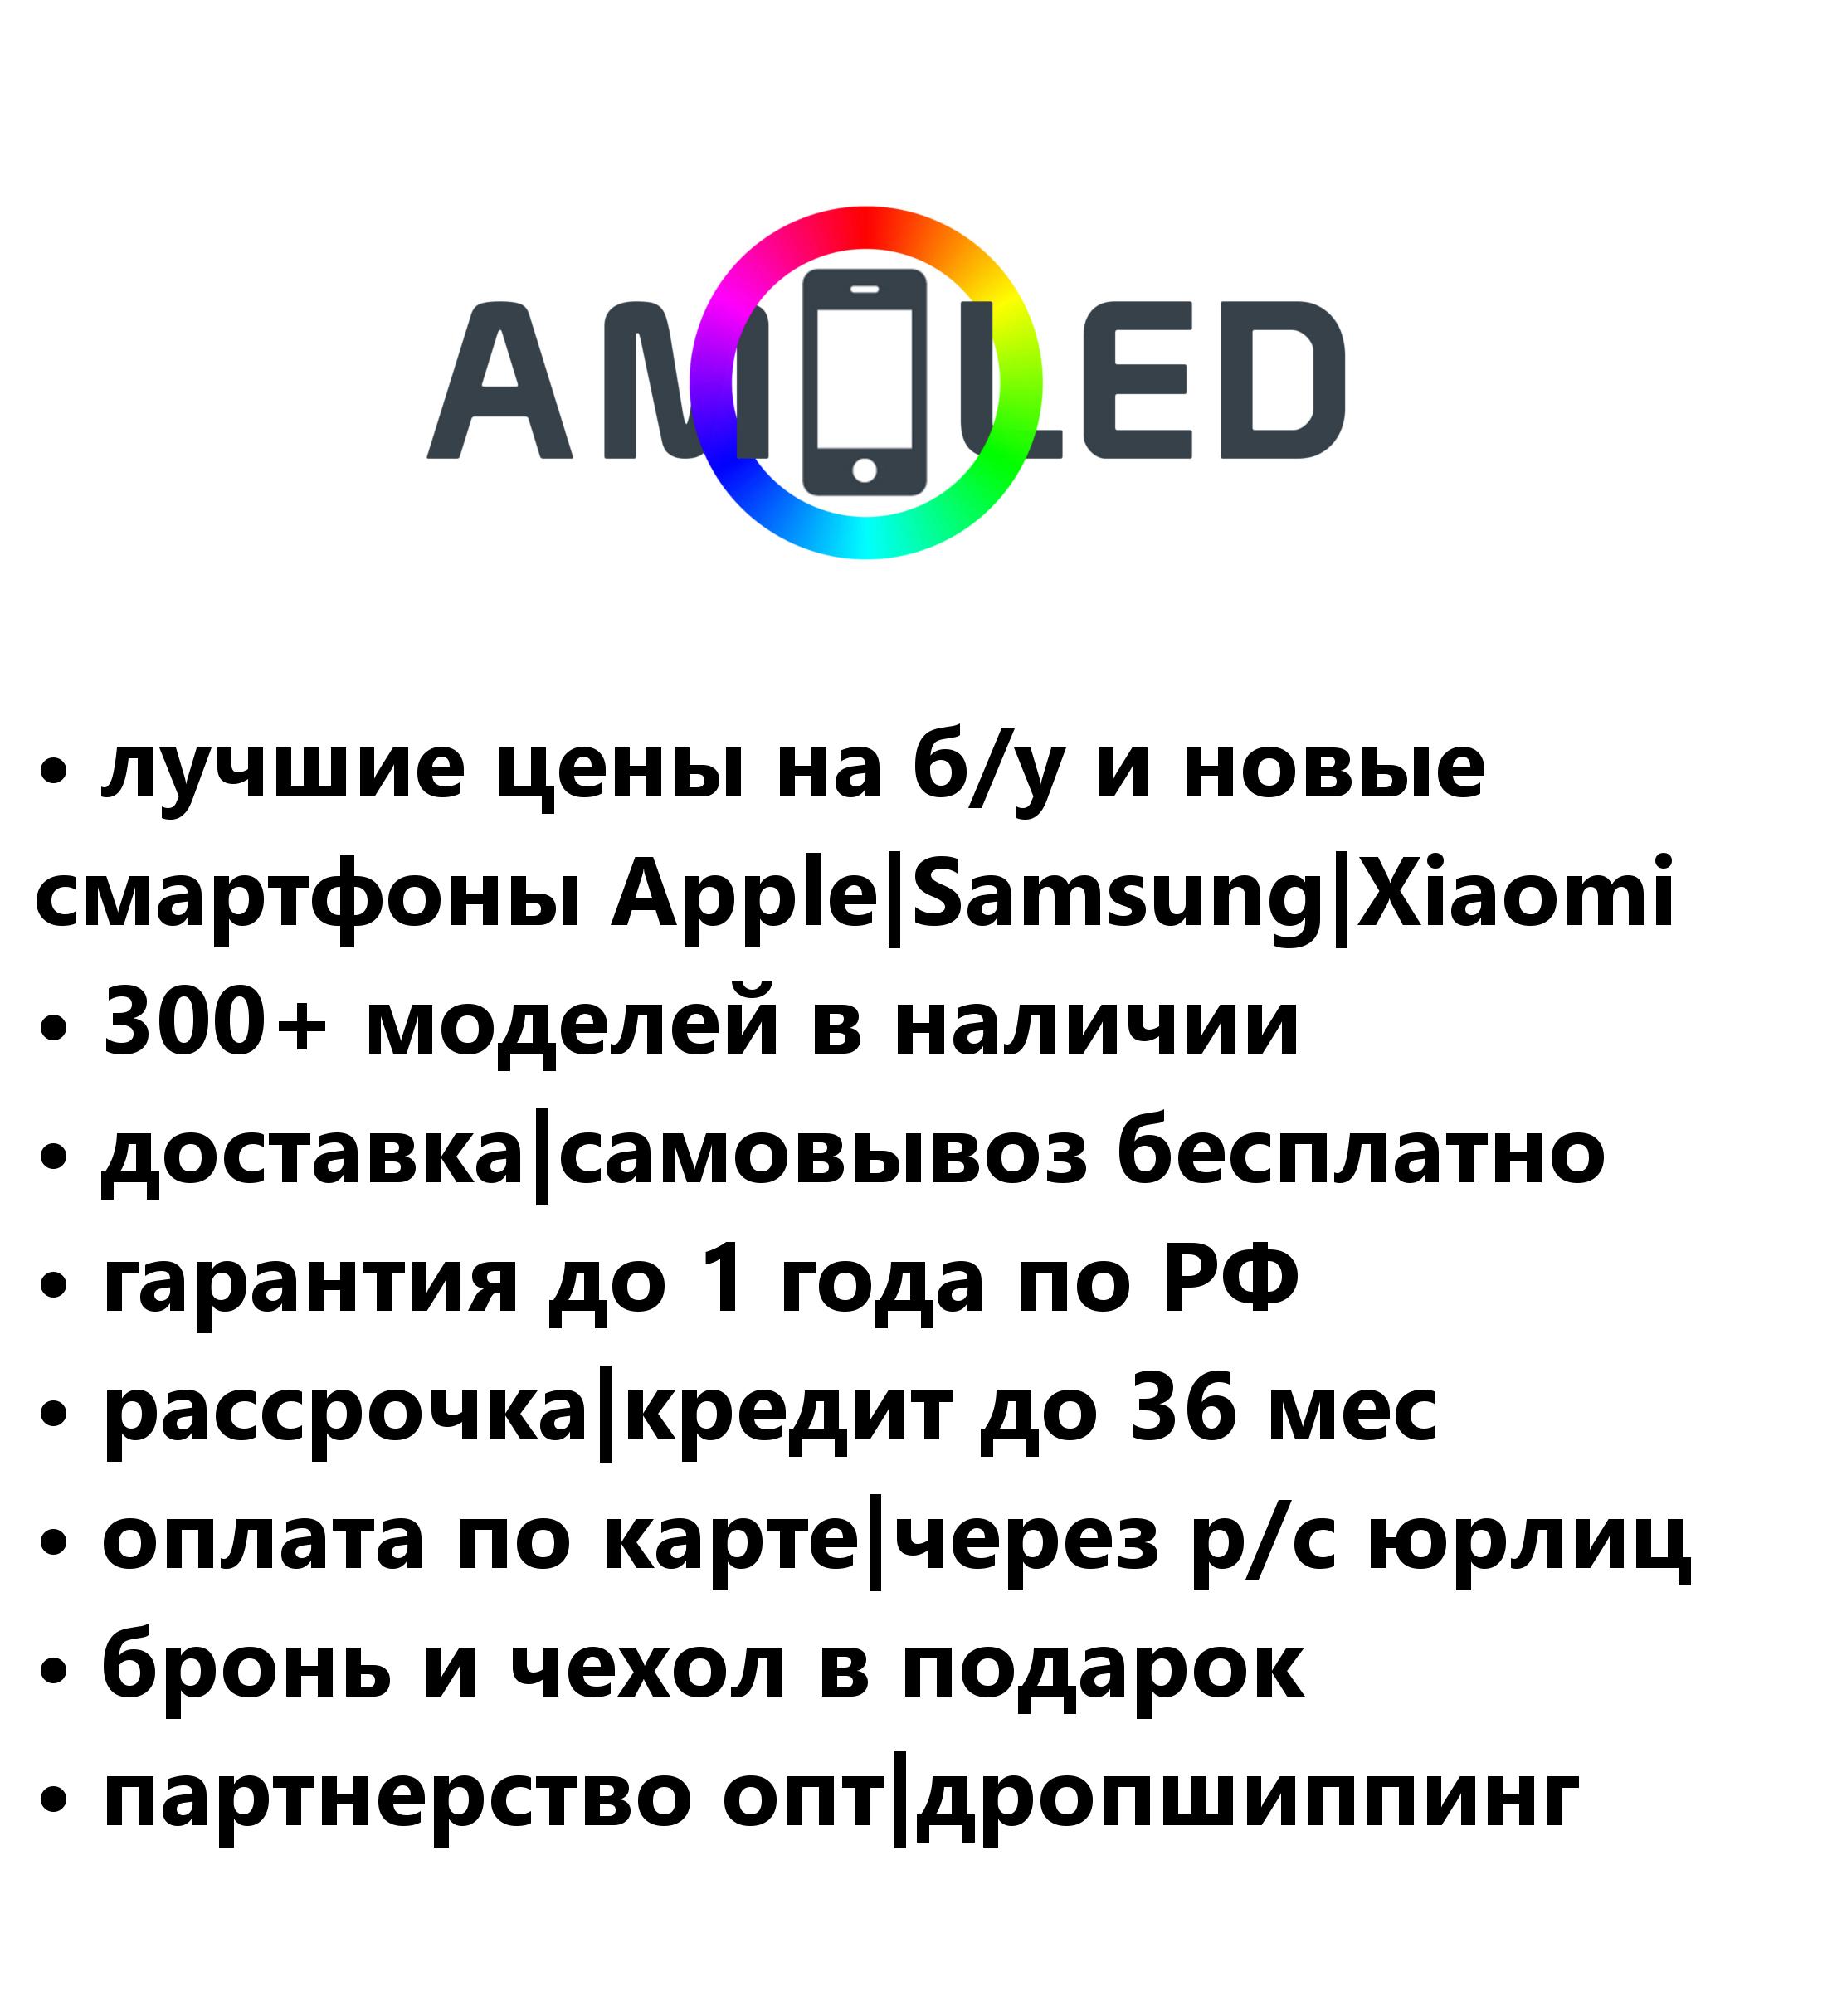 AMOLED
• лучшие цены на б/у и новые
смартфоны Apple|Samsung|Xiaomi
• 300+ моделей в наличии
• доставка|самовывоз бесплатно
• гарантия до 1 года по РФ
• рассрочка|кредит до 36 мес
• оплата по карте|через р/с юрлиц
• бронь и чехол в подарок
• партнерство опт|дропшиппинг